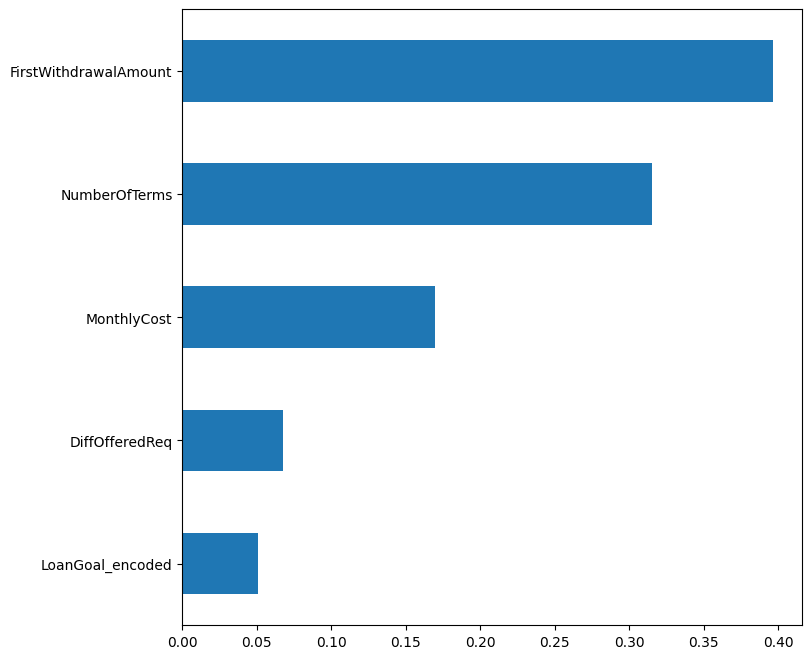 FirstWithdrawalAmount
NumberOfTerms
MonthlyCost
DiffOfferedReq
LoanGoal_encoded
0.00 0.05 0.10 0.15 0.20 0.25 0.30 0.35 0.40